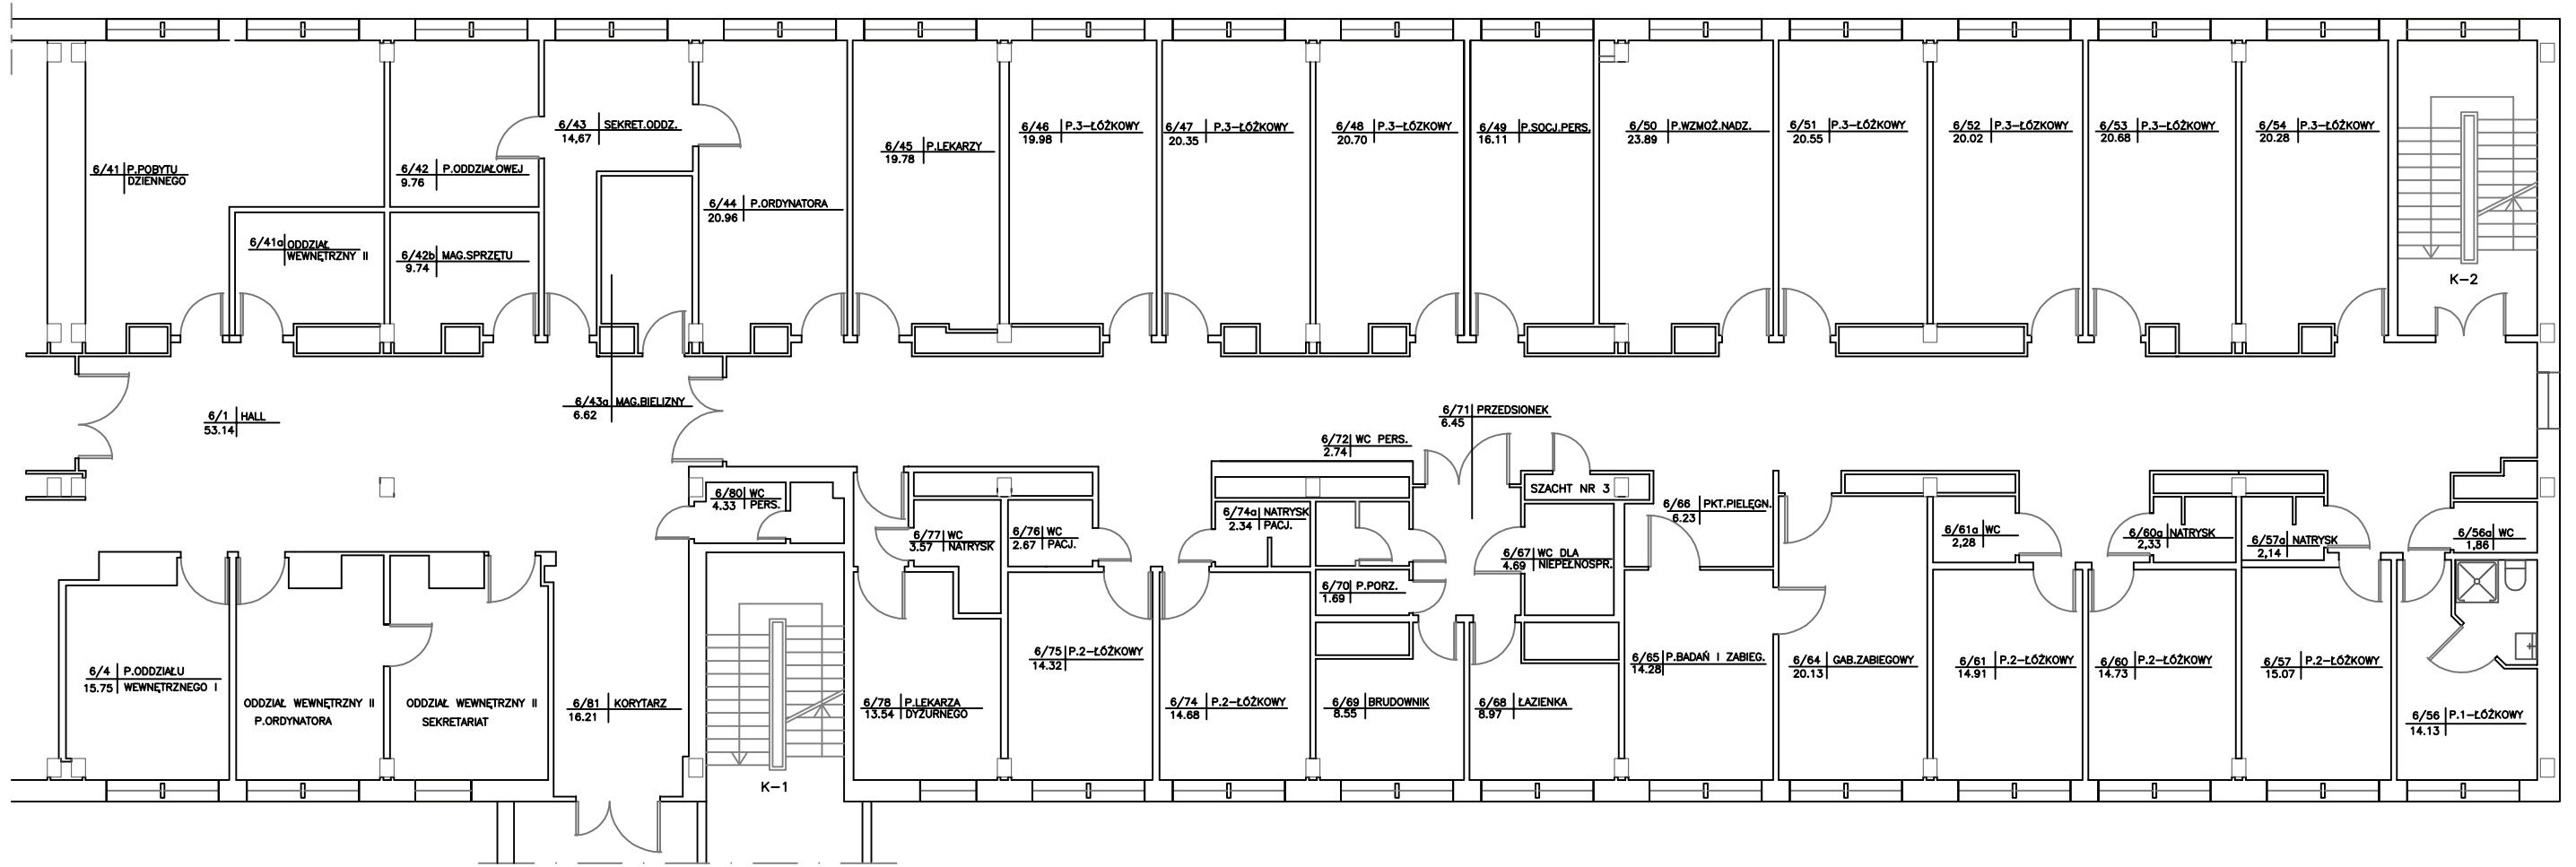 6/41 P.POBYTU
DZIENNEGO
6/41a ODDZIAŁ
WEWNĘTRZNY II
6/42 P.ODDZIAŁOWEJ
9.76
6/42b MAG.SPRZĘTU
9.74
6/43 SEKRET.ODDZ.
14,67
6/44 P.ORDYNATORA
20.96
6/45 P.LEKARZY
19.78
6/46 P.3-ŁÓŻKOWY
19.98
6/47 P.3-ŁÓŻKOWY
20.35
6/48 P.3-ŁÓZKOWY
20.70
6/49 P.SOCJ.PERS.
16.11
6/50 P.WZMOŻ.NADZ.
23.89
6/51 P.3-ŁÓŻKOWY
20.55
6/52 P.3-ŁÓZKOWY
20.02
6/53 P.3-ŁÓŻKOWY
20.68
6/54 P.3-ŁÓŻKOWY
20.28
K-2
6/1 HALL
53.14
6/43a MAG.BIELIZNY
6.62
6/71 PRZEDSIONEK
6.45
6/72 WC PERS.
2.74
6/80 WC
4.33 PERS.
6/77 WC
3.57 NATRYSK
6/76 WC
2.67 PACJ.
6/74a NATRYSK
2.34 PACJ.
SZACHT NR 3
6/66 PKT.PIELĘGN.
6.23
6/67 WC DLA
4.69 NIEPEŁNOSPR.
6/70 P.PORZ.
1.69
6/61a WC
2,28
6/60a NATRYSK
2,33
6/57a NATRYSK
2,14
6/56a WC
1,86
6/4 P.ODDZIAŁU
15.75 WEWNĘTRZNEGO I
ODDZIAŁ WEWNĘTRZNY II
P.ORDYNATORA
ODDZIAŁ WEWNĘTRZNY II
SEKRETARIAT
6/81 KORYTARZ
16.21
K-1
6/78 P.LEKARZA
13.54 DYŻURNEGO
6/75 P.2-ŁÓŻKOWY
14.32
6/74 P.2-ŁÓŻKOWY
14.68
6/69 BRUDOWNIK
8.55
6/68 ŁAZIENKA
8.97
6/65 P.BADAŃ I ZABIEG.
14.28
6/64 GAB.ZABIEGOWY
20.13
6/61 P.2-ŁÓŻKOWY
14.91
6/60 P.2-ŁÓŻKOWY
14.73
6/57 P.2-ŁÓŻKOWY
15.07
6/56 P.1-ŁÓŻKOWY
14.13